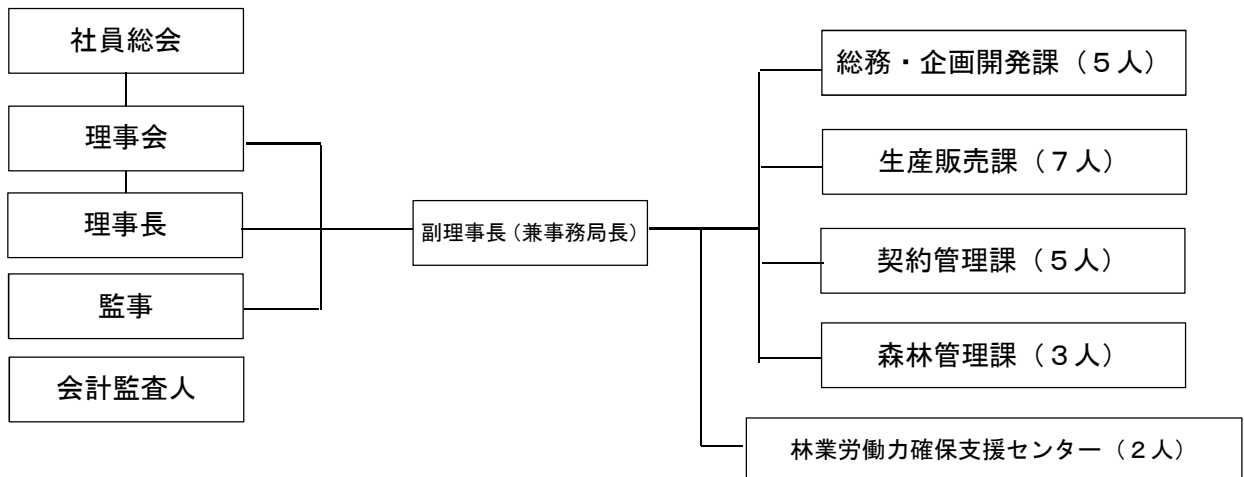 社員総会
理事会
理事長
監事
会計監査人
副理事長（兼事務局長）
総務・企画開発課（５人）
生産販売課（７人）
契約管理課（５人）
森林管理課（３人）
林業労働力確保支援センター（２人）